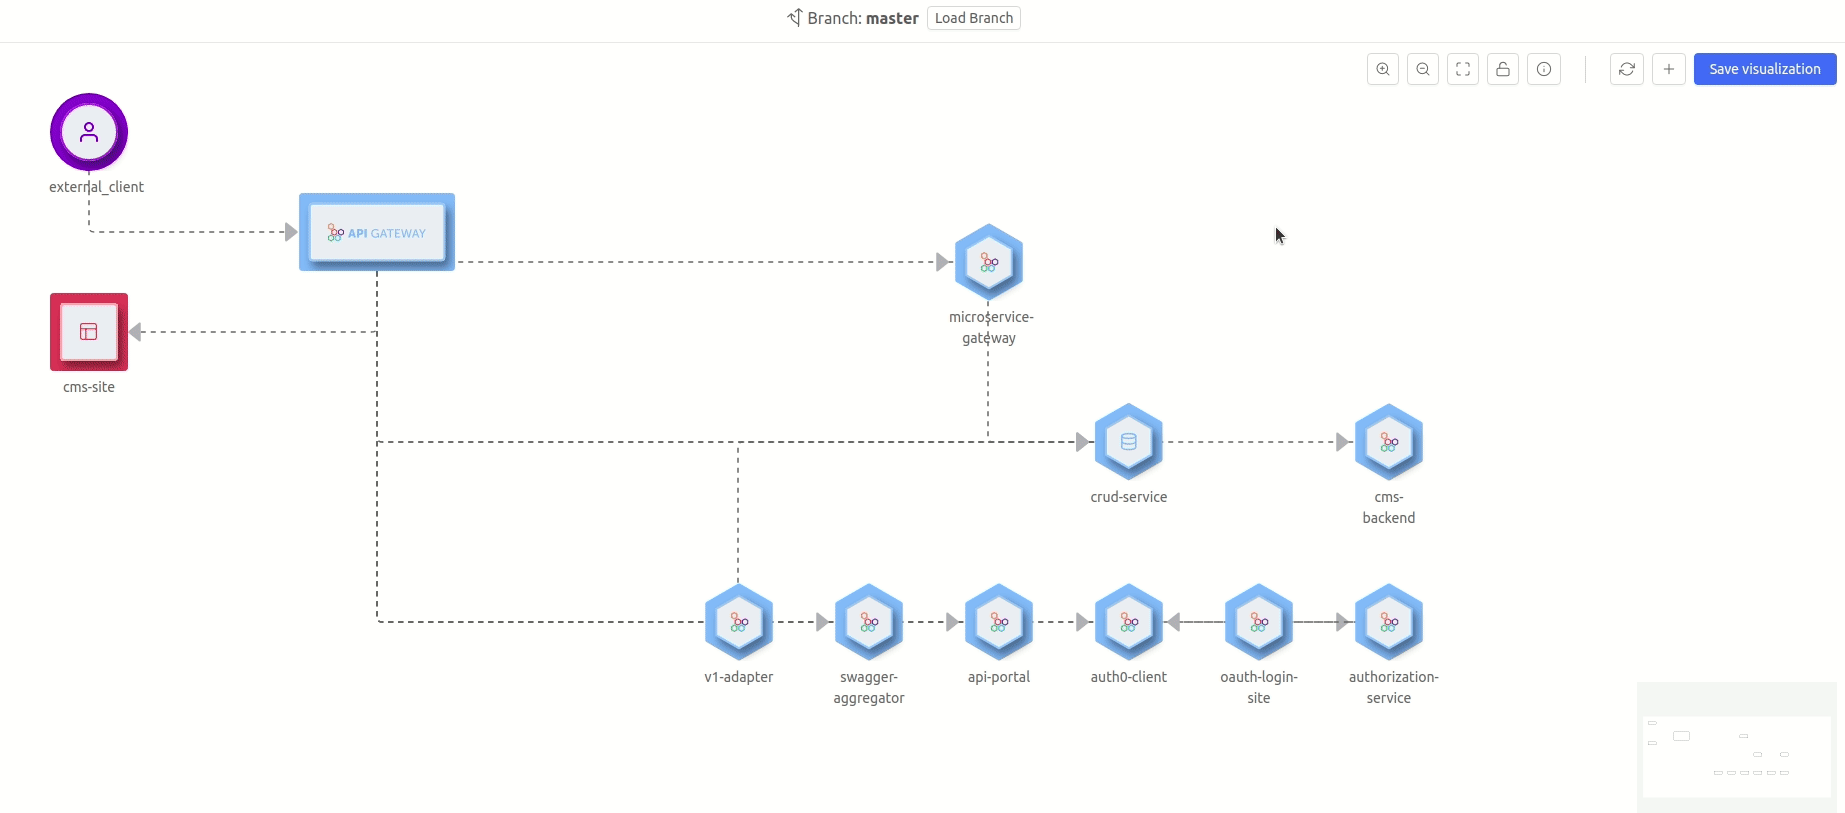 Branch: master Load Branch
Save visualization
external_client
API GATEWAY
microservice-
gateway
cms-site
crud-service
cms-
backend
v1-adapter
swagger-
aggregator
api-portal
auth0-client
oauth-login-
site
authorization-
service